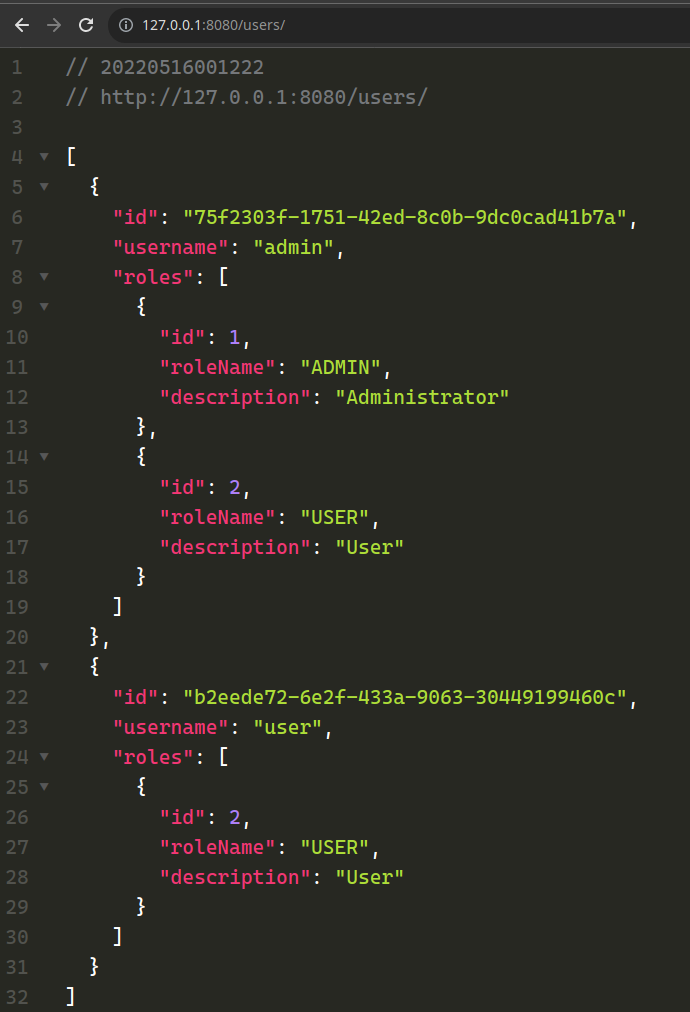 127.0.0.1:8080/users/
1 // 20220516001222
2 // http://127.0.0.1:8080/users/
3
4 [
5 {
6 "id": "75f2303f-1751-42ed-8c0b-9dc0cad41b7a",
7 "username": "admin",
8 "roles": [
9 {
10 "id": 1,
11 "roleName": "ADMIN",
12 "description": "Administrator"
13 },
14 {
15 "id": 2,
16 "roleName": "USER",
17 "description": "User"
18 }
19 ]
20 },
21 {
22 "id": "b2eede72-6e2f-433a-9063-30449199460c",
23 "username": "user",
24 "roles": [
25 {
26 "id": 2,
27 "roleName": "USER",
28 "description": "User"
29 }
30 ]
31 }
32 ]